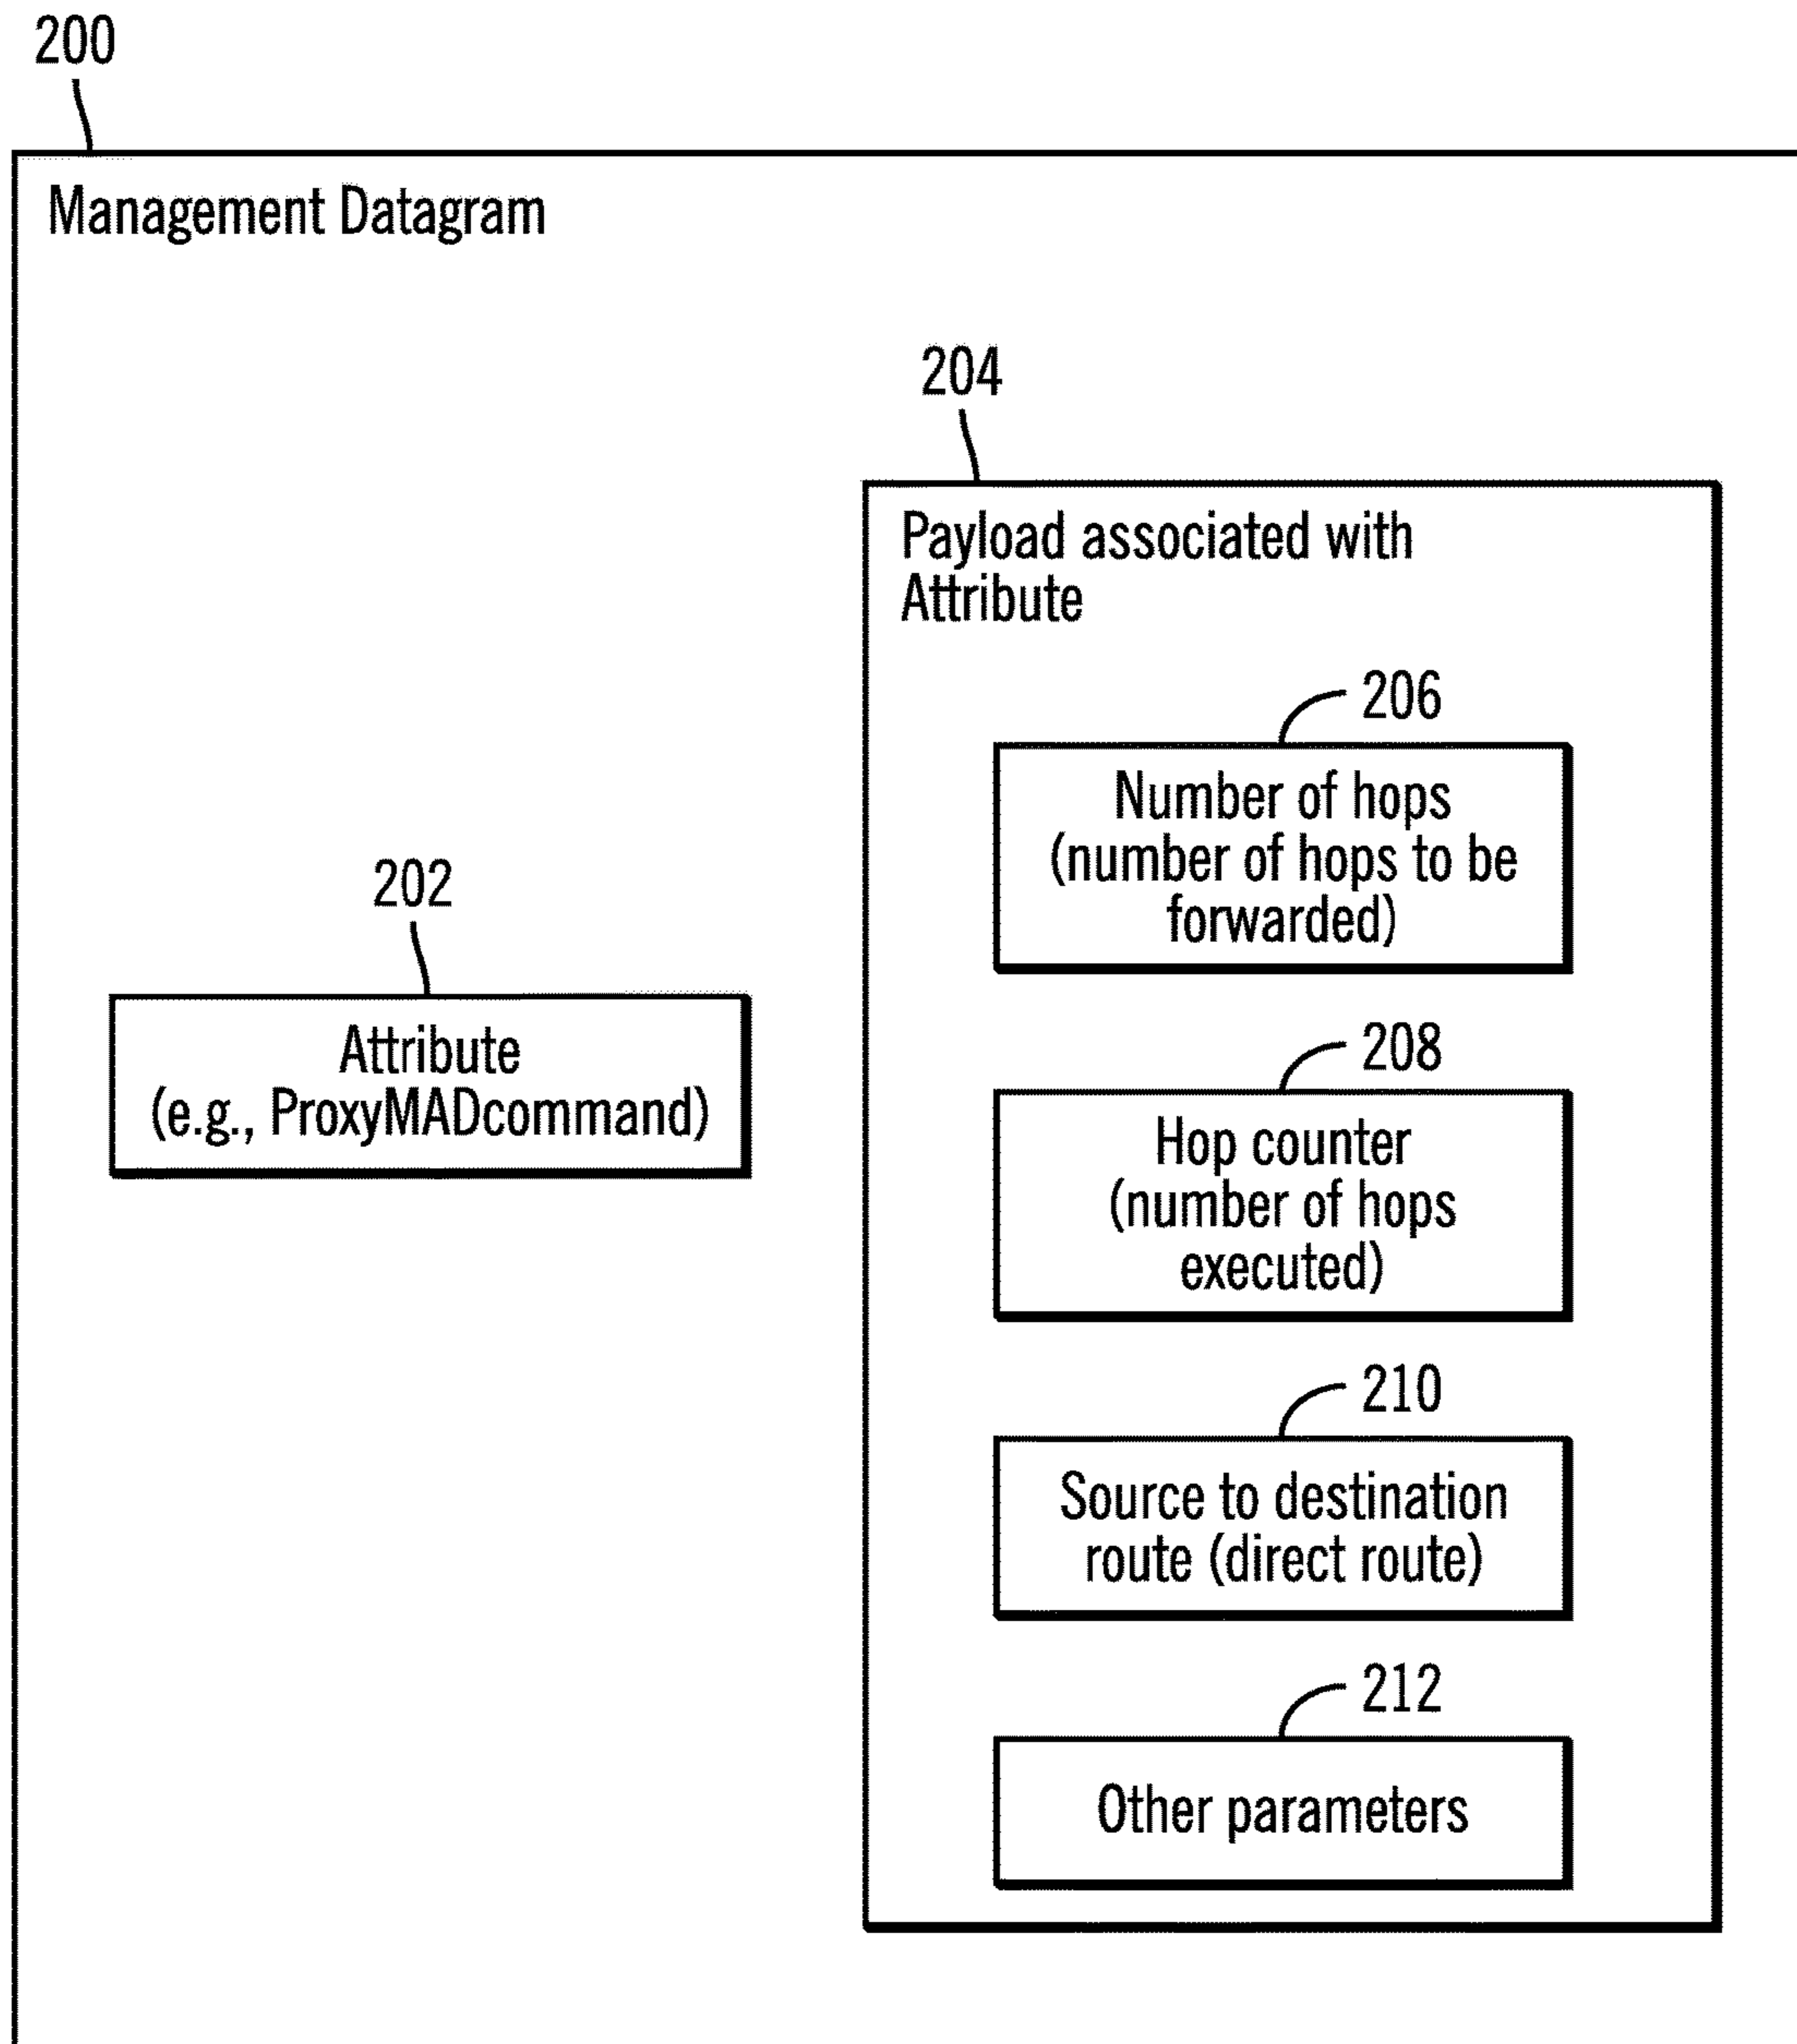 200
Management Datagram
204
Payload associated with
Attribute
206
Number of hops
(number of hops to be
forwarded)
202
Attribute
(e.g., ProxyMADcommand)
208
Hop counter
(number of hops
executed)
210
Source to destination
route (direct route)
212
Other parameters